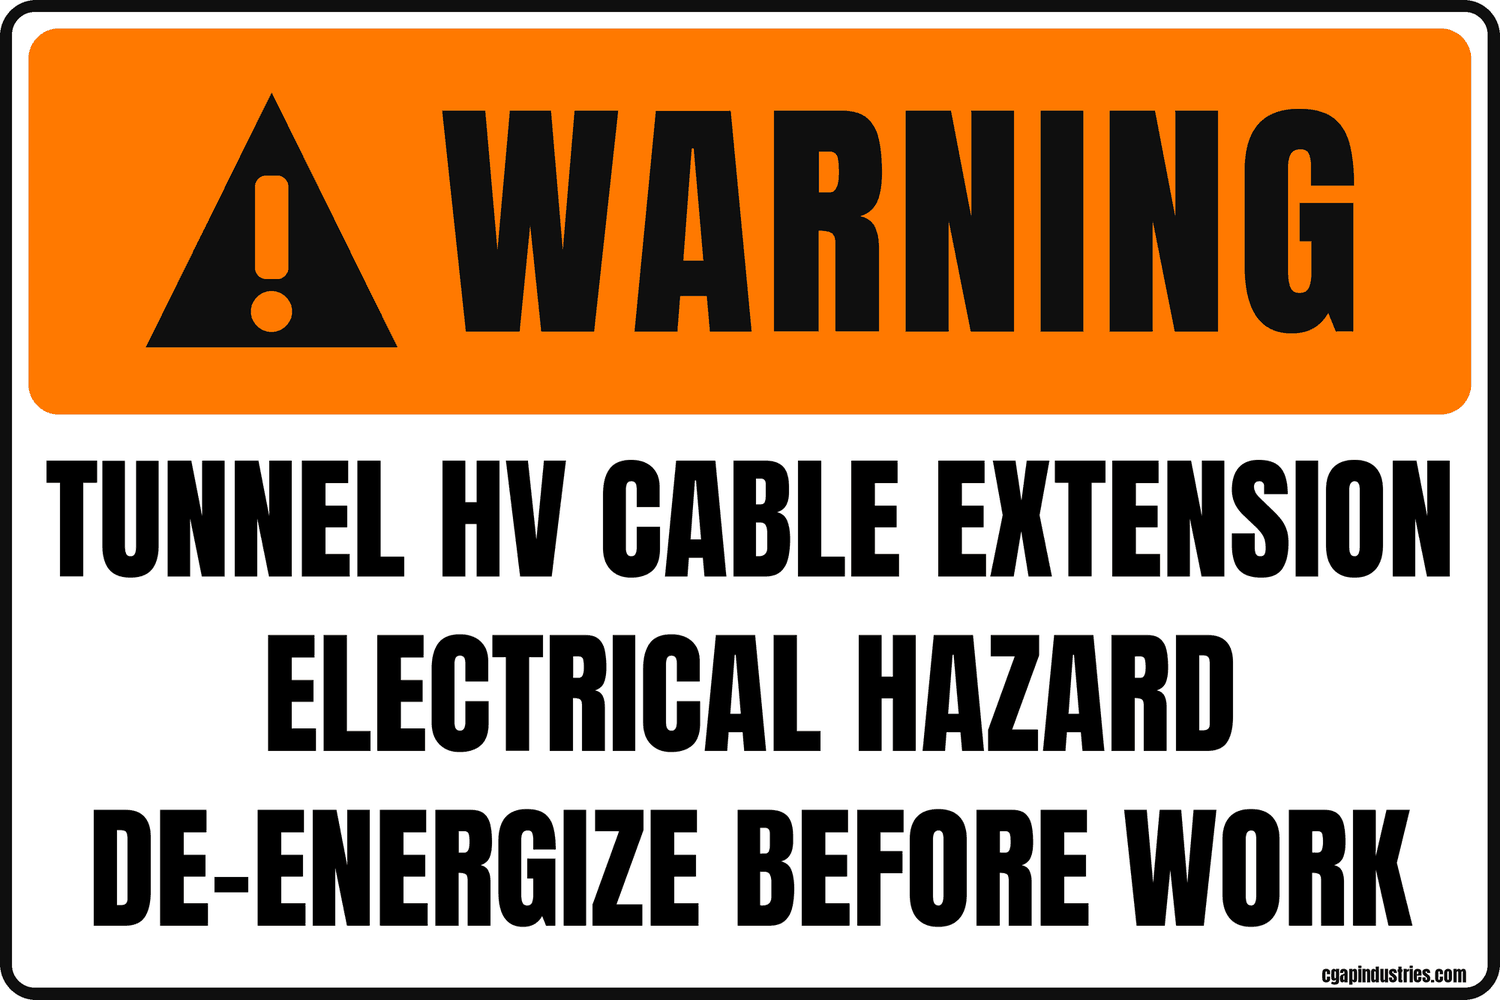 WARNING
TUNNEL HV CABLE EXTENSION
ELECTRICAL HAZARD
DE-ENERGIZE BEFORE WORK
cgapindustries.com